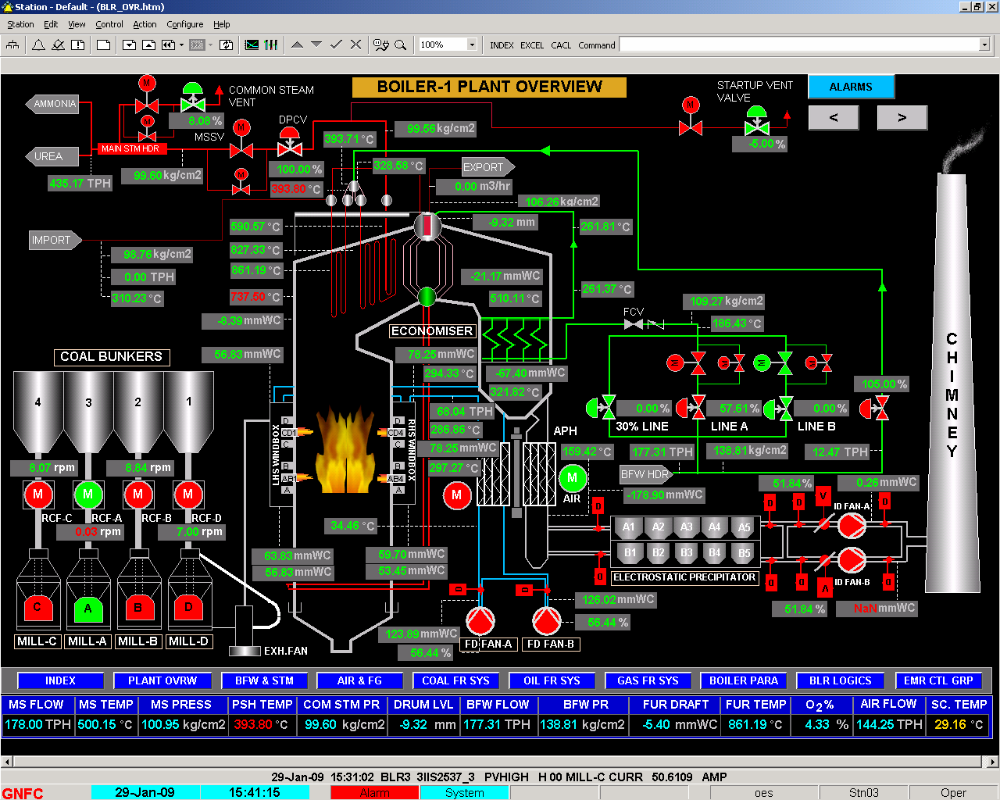 Station - Default - (BLR_OVR.htm)
Station Edit View Control Action Configure Help
100% INDEX EXCEL CACL Command
BOILER-1 PLANT OVERVIEW
STARTUP VENT
VALVE
ALARMS
< >
AMMONIA
M
COMMON STEAM
VENT
8.08 %
MSSV
DPCV
99.56 kg/cm2
393.71 °C
M
-5.00 %
UREA
MAIN STM HDR
M
M
435.17 TPH
99.60 kg/cm2
M
100.00 %
393.80 °C
328.58 °C
EXPORT
0.00 m3/hr
106.26 kg/cm2
-9.32 mm
261.81 °C
590.57 °C
IMPORT
98.76 kg/cm2
0.00 TPH
310.23 °C
827.33 °C
861.19 °C
737.50 °C
-8.39 mmWC
56.83 mmWC
-21.17 mmWC
510.11 °C
261.37 °C
FCV
109.27 kg/cm2
186.43 °C
ECONOMISER
78.25 mmWC
294.33 °C
-67.40 mmWC
321.82 °C
M M M M
105.00 %
0.00 % 57.61 % 0.00 %
30% LINE LINE A LINE B
COAL BUNKERS
4 3 2 1
8.07 rpm 8.84 rpm
M M M M
RCF-C RCF-A RCF-B RCF-D
0.03 rpm 7.00 rpm
C A B D
MILL-C MILL-A MILL-B MILL-D
EXH.FAN
LHS WINDBOX
D
CD1
C
B
AB1
A
D
CD4
C
B
AB4
A
RHS WINDBOX
68.04 TPH
286.86 °C
78.25 mmWC
297.27 °C
M
APH
159.42 °C
M
AIR
177.31 TPH
138.81 kg/cm2
12.47 TPH
BFW HDR
-178.90 mmWC
34.46 °C
63.83 mmWC
56.83 mmWC
59.70 mmWC
53.45 mmWC
D
D
A1 A2 A3 A4 A5
B1 B2 B3 B4 B5
ELECTROSTATIC PRECIPITATOR
51.84 %
0.26 mmWC
D D V D
ID FAN-A
D D A D
ID FAN-B
51.84 %
NaN mmWC
CHIMNEY
D D
123.89 mmWC
56.44 %
FD FAN-A FD FAN-B
126.02 mmWC
56.44 %
INDEX PLANT OVRW BFW & STM AIR & FG COAL FR SYS OIL FR SYS GAS FR SYS BOILER PARA BLR LOGICS EMR CTL GRP
MS FLOW MS TEMP MS PRESS PSH TEMP COM STM PR DRUM LVL BFW FLOW BFW PR FUR DRAFT FUR TEMP O2% AIR FLOW SC. TEMP
178.00 TPH 500.15 °C 100.95 kg/cm2 393.80 °C 99.60 kg/cm2 -9.32 mm 177.31 TPH 138.81 kg/cm2 -5.40 mmWC 861.19 °C 4.33 % 144.25 TPH 29.16 °C
29-Jan-09 15:31:02 BLR3 3IIS2537_3 PVHIGH H 00 MILL-C CURR 50.6109 AMP
GNFC 29-Jan-09 15:41:15 Alarm System oes Stn03 Oper